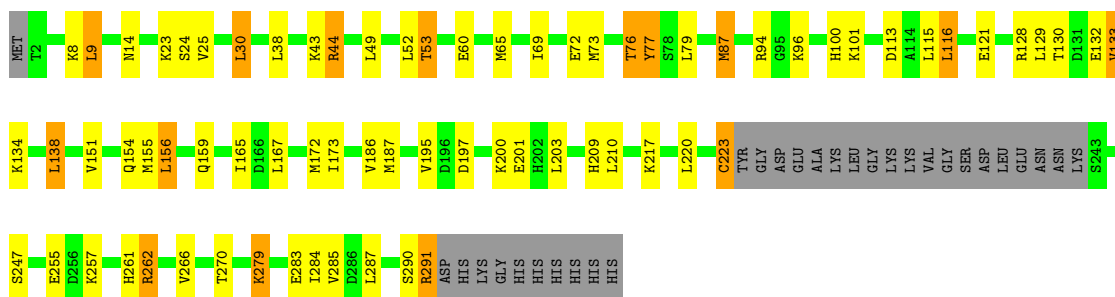 MET T2 K8 L9 N14 K23 S24 V25 L30 L38 K43 R44 L49 L52 T53 E60 M65 I69 E72 M73 T76 Y77 S78 L79 M87 R94 G95 K96 H100 K101 D113 A114 L115 L116 E121 R128 L129 T130 D131 E132 V133
K134 L138 V151 Q154 M155 L156 Q159 I165 D166 L167 M172 I173 V186 M187 V195 D196 D197 K200 E201 H202 L203 H209 L210 K217 L220 C223 TYR GLY ASP GLU ALA LYS LEU GLY LYS LYS VAL GLY SER ASP LEU GLU ASN ASN LYS S243
S247 E255 D256 K257 H261 R262 V266 T270 K279 E283 I284 V285 D286 L287 S290 R291 ASP HIS LYS GLY HIS HIS HIS HIS HIS HIS